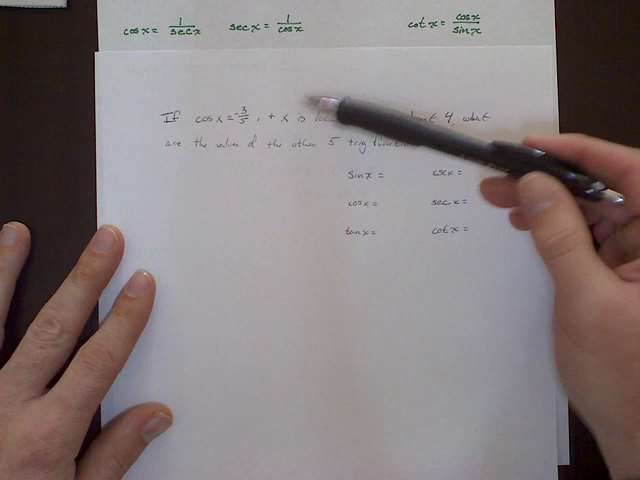 cos x = 1/sec x sec x = 1/cos x cot x = cos x/sin x
If cos x = -3/5, + x is 4, what
are the values of the other 5 trig
sin x = csc x =
cos x = sec x =
tan x = cot x =